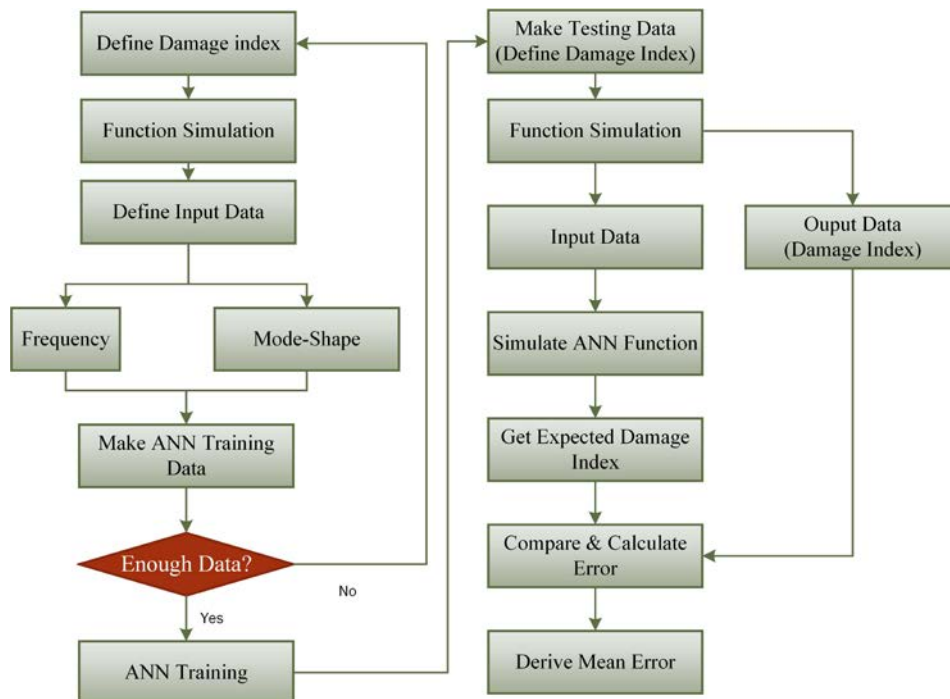 Define Damage index
Function Simulation
Define Input Data
Frequency
Mode-Shape
Make ANN Training
Data
Enough Data?
No
Yes
ANN Training
Make Testing Data
(Define Damage Index)
Function Simulation
Input Data
Ouput Data
(Damage Index)
Simulate ANN Function
Get Expected Damage
Index
Compare & Calculate
Error
Derive Mean Error